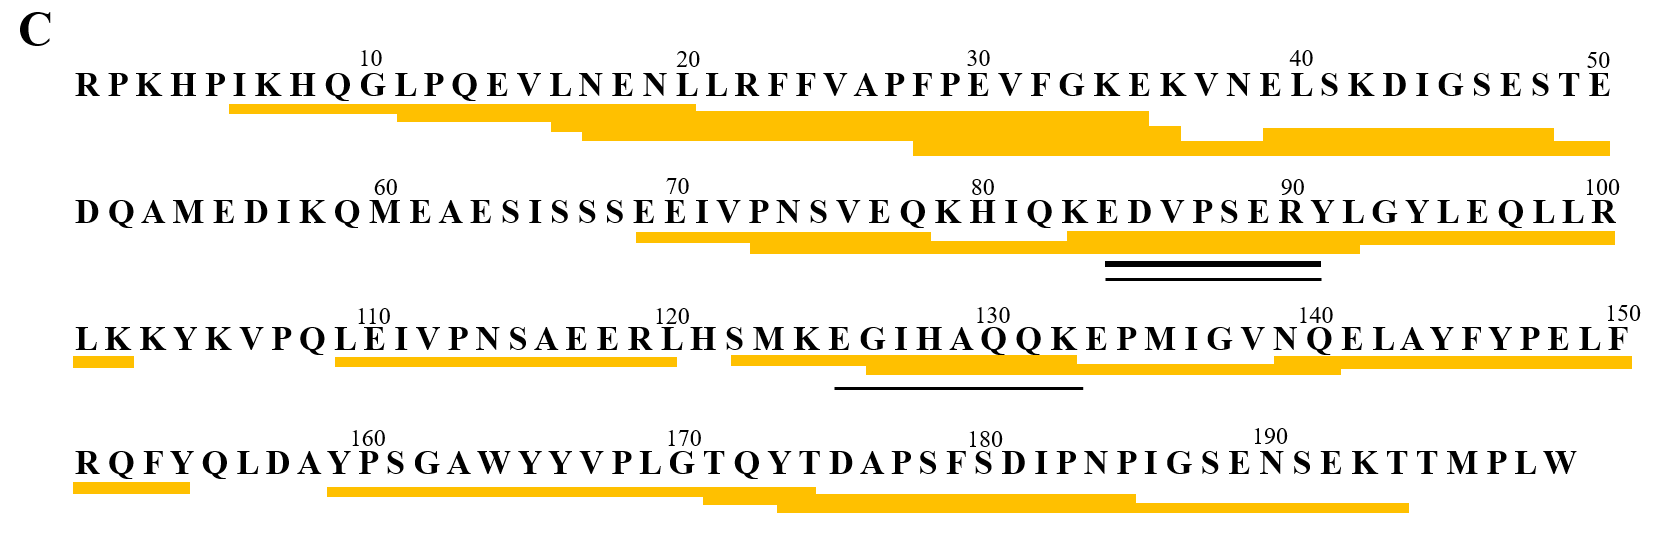 C
10 20 30 40 50
R P K H P I K H Q G L P Q E V L N E N L L R F F V A P F P E V F G K E K V N E L S K D I G S E S T E
60 70 80 90 100
D Q A M E D I K Q M E A E S I S S S E E I V P N S V E Q K H I Q K E D V P S E R Y L G Y L E Q L L R
110 120 130 140 150
L K K Y K V P Q L E I V P N S A E E R L H S M K E G I H A Q Q K E P M I G V N Q E L A Y F Y P E L F
160 170 180 190
R Q F Y Q L D A Y P S G A W Y Y V P L G T Q Y T D A P S F S D I P N P I G S E N S E K T T M P L W